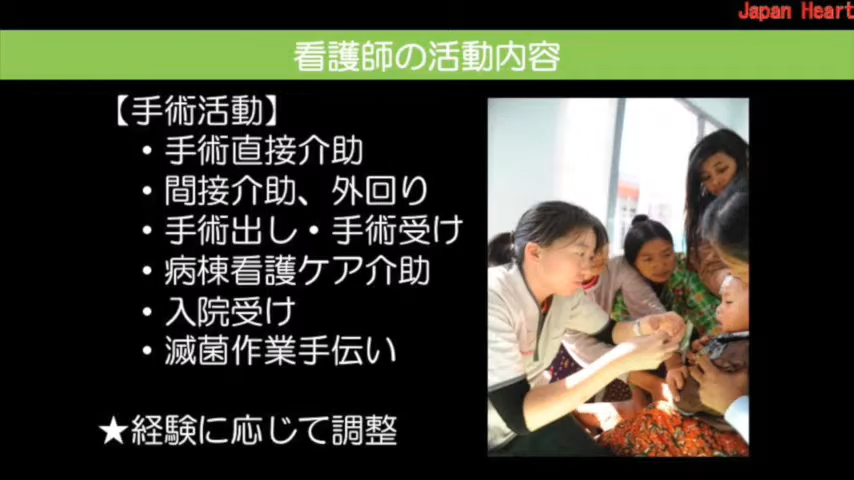 Japan Heart
看護師の活動内容
【手術活動】
・手術直接介助
・間接介助、外回り
・手術出し・手術受け
・病棟看護ケア介助
・入院受け
・滅菌作業手伝い
★経験に応じて調整